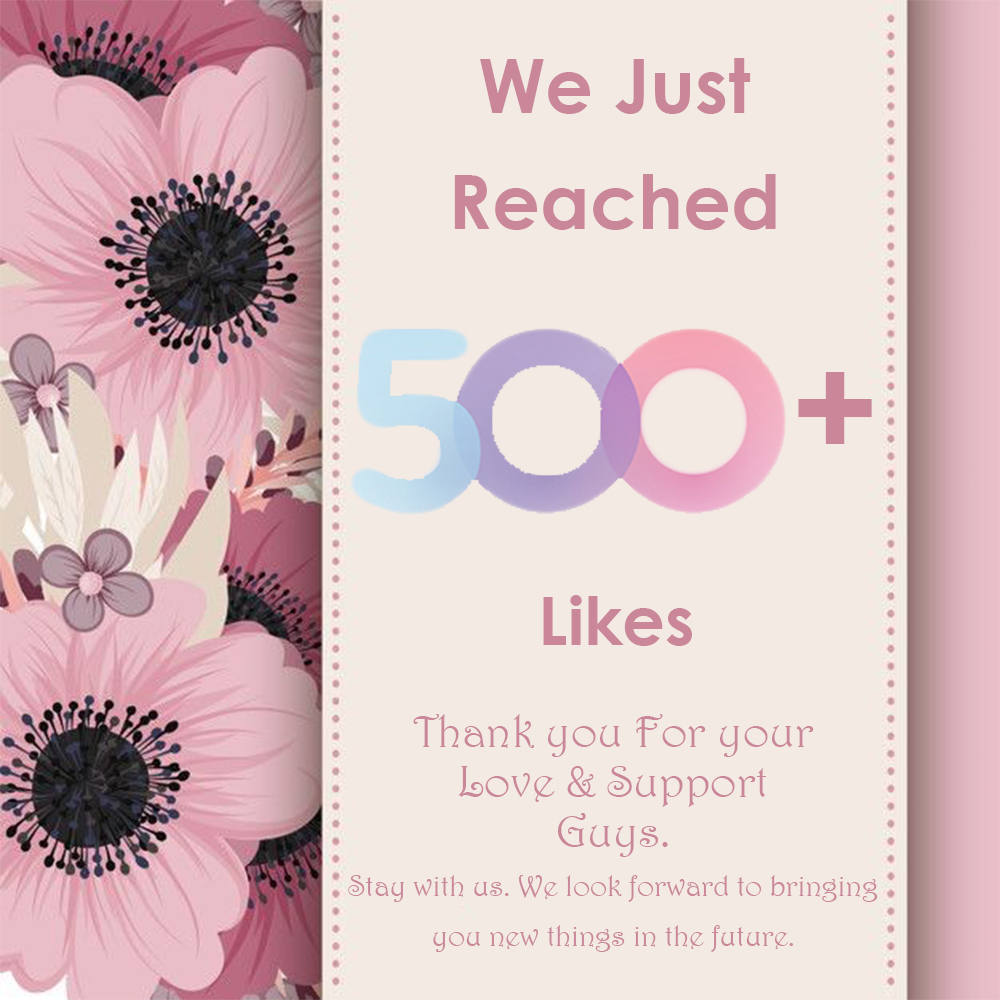 We Just
Reached
500+
Likes
Thank you For your
Love & Support
Guys.
Stay with us. We look forward to bringing
you new things in the future.